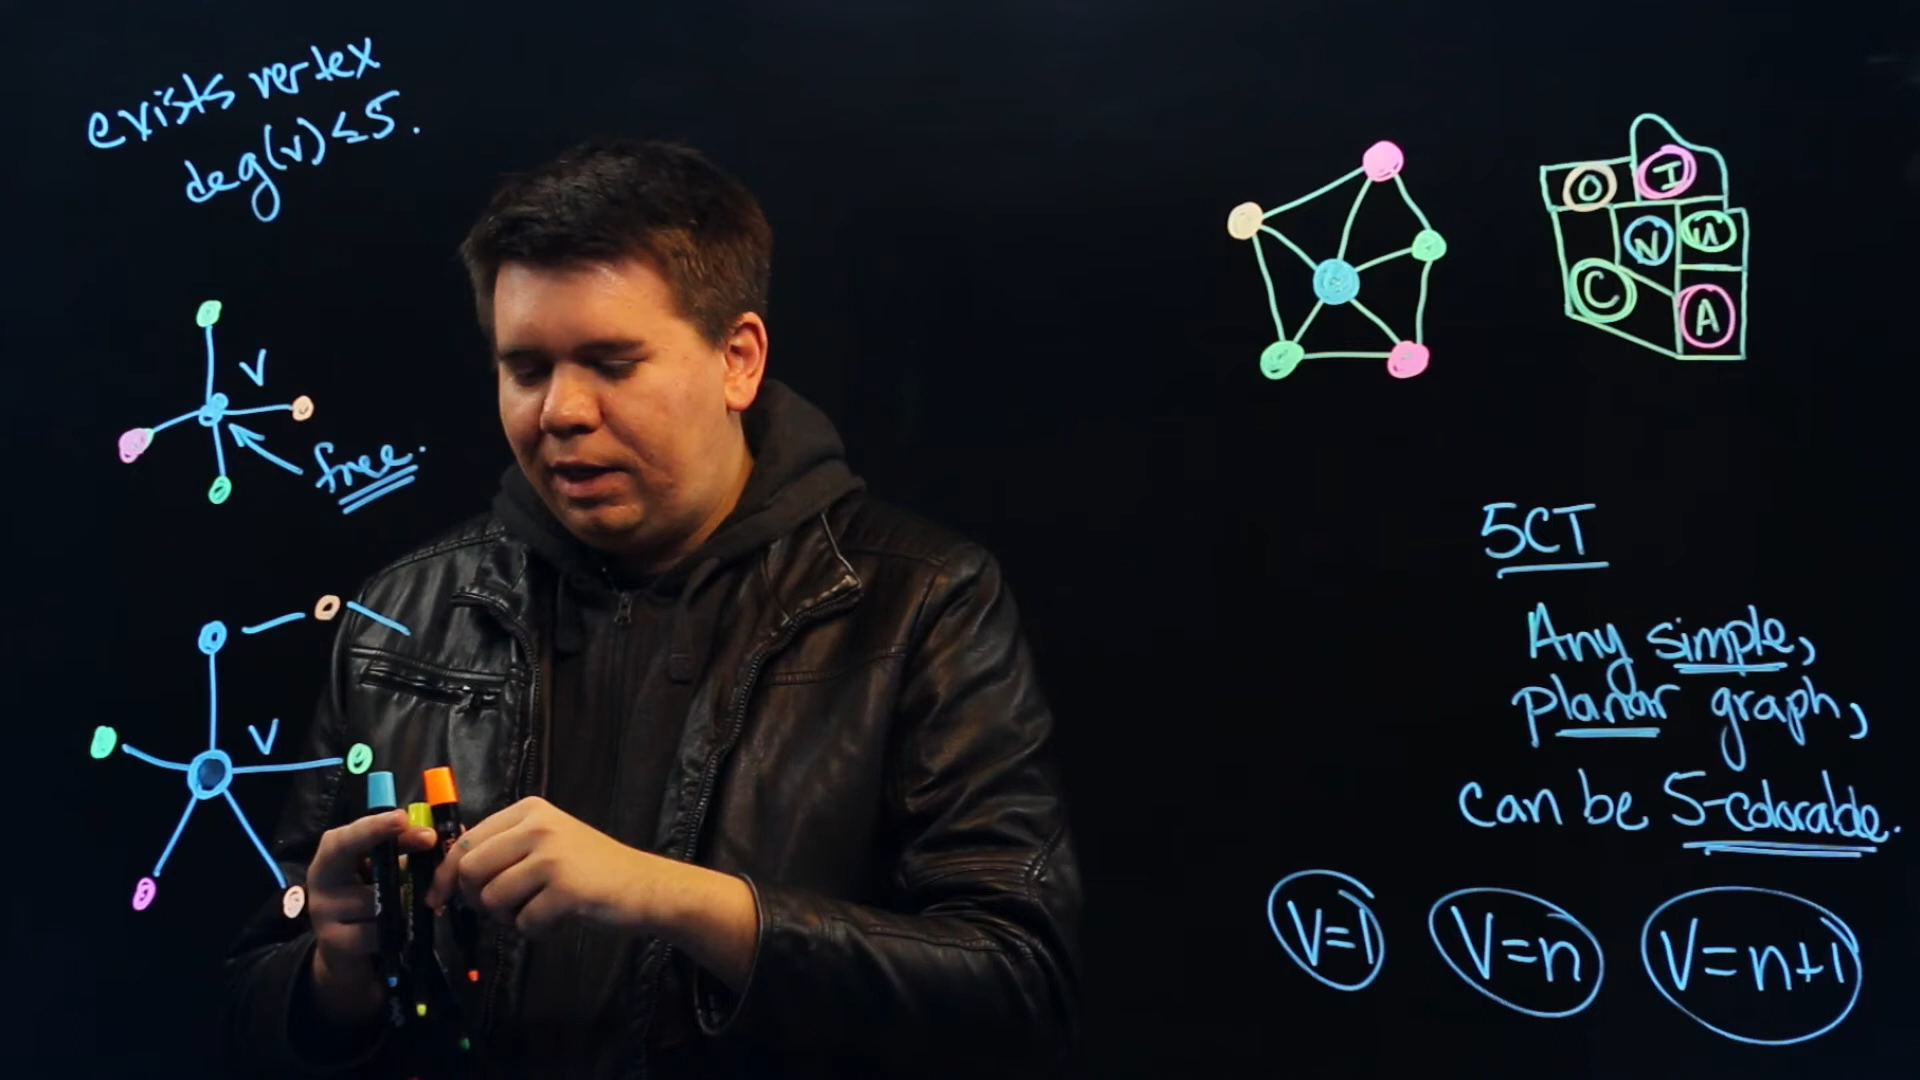 exists vertex
deg(v) ≤ 5.
V
free.
V
O I
N U
C A
5CT
Any simple,
planar graph,
can be 5-colorable.
V=1 V=n V=n+1